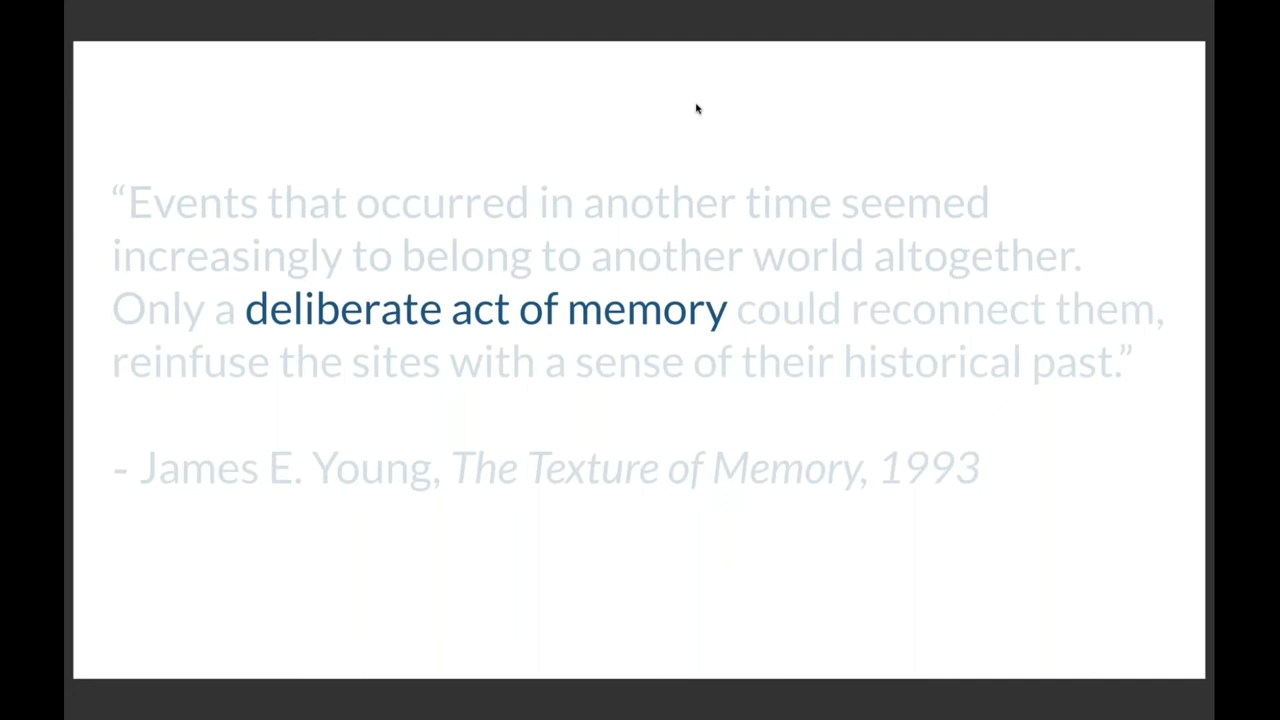 “Events that occurred in another time seemed
increasingly to belong to another world altogether.
Only a deliberate act of memory could reconnect them,
reinfuse the sites with a sense of their historical past.”
- James E. Young, The Texture of Memory, 1993